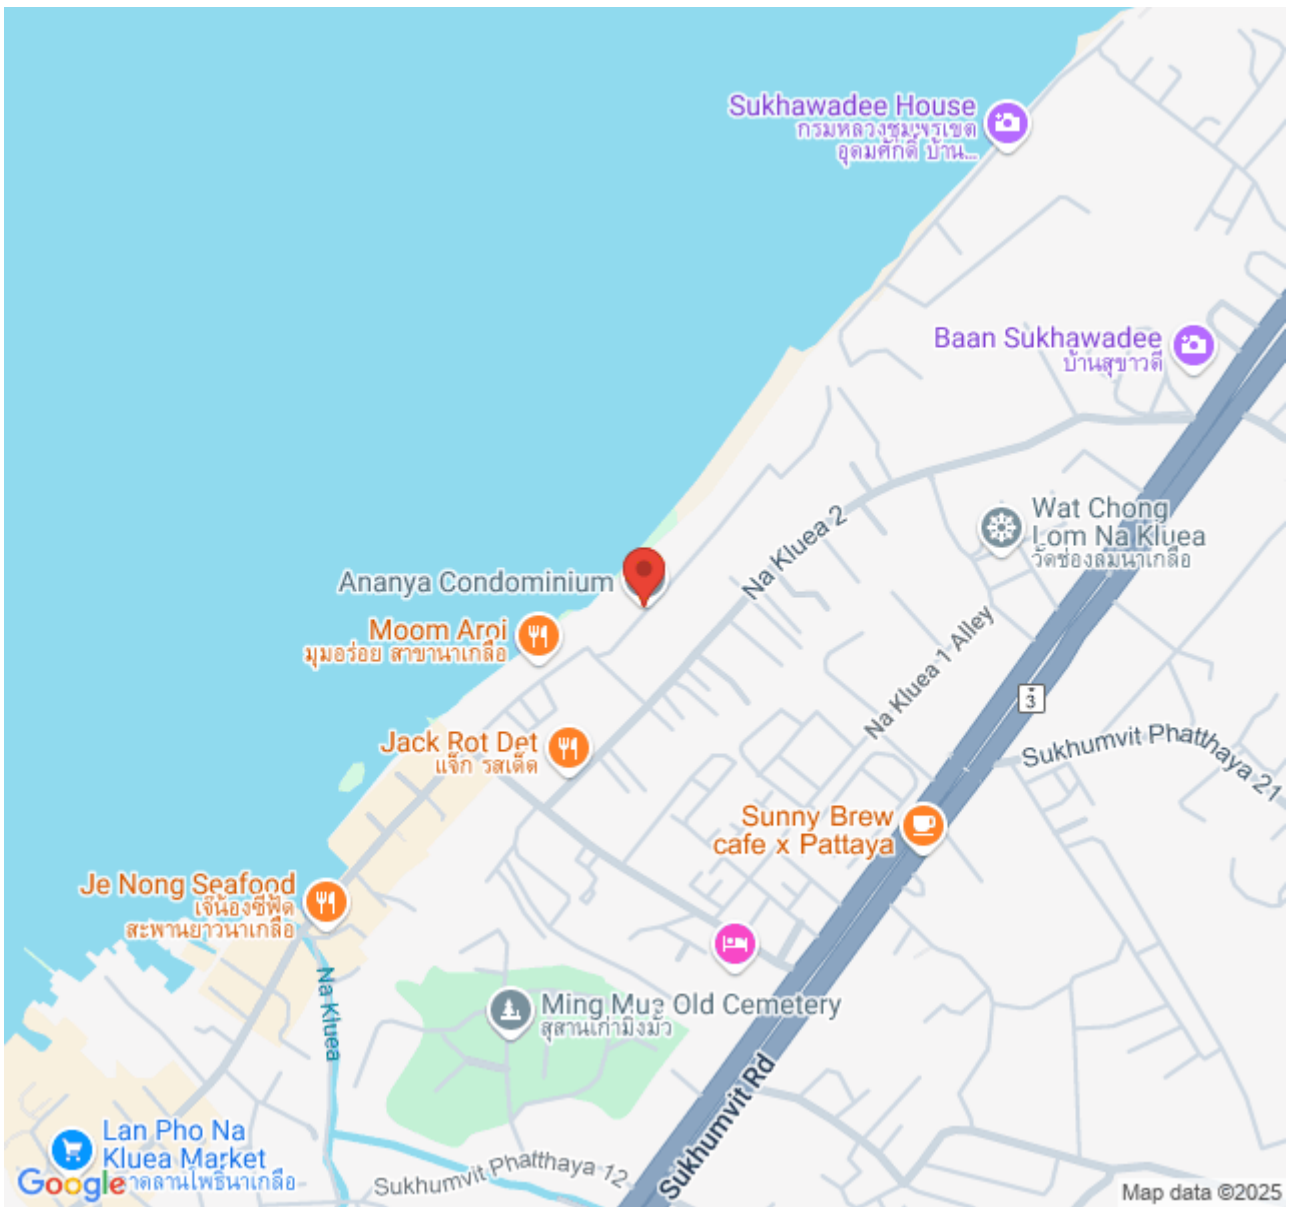 Sukhawadee House
กรมหลวงชุมพรเขต
อุดมศักดิ์ บ้าน...
Baan Sukhawadee
บ้านสุขาวดี
Wat Chong
Lom Na Kluea
วัดช่องลมนาเกลือ
Na Kluea 2
Ananya Condominium
Moom Aroi
มุมอร่อย สาขานาเกลือ
Na Kluea 1 Alley
3
Jack Rot Det
แจ็ก รสเด็ด
Sukhumvit Phatthaya 21
Sunny Brew
cafe x Pattaya
Je Nong Seafood
เจ๊น้องซีฟู้ด
สะพานยาวนาเกลือ
Na Kluea
Ming Mua Old Cemetery
สุสานเก่ามิ่งมั่ว
Sukhumvit Rd
Lan Pho Na
Kluea Market
าดลานโพธิ์นาเกลือ
Sukhumvit Phatthaya 12
Google
Map data ©2025